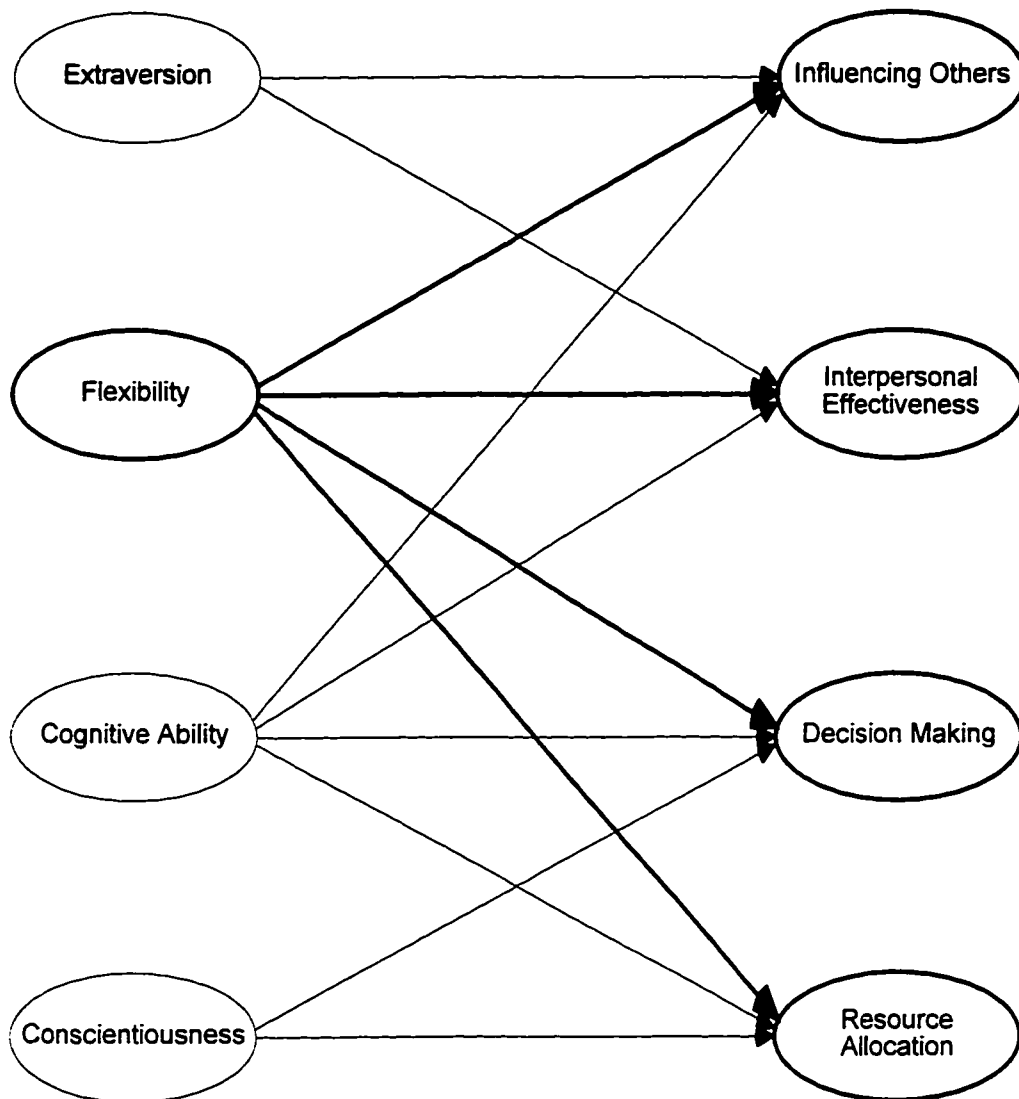 Extraversion
Influencing Others
Flexibility
Interpersonal
Effectiveness
Cognitive Ability
Decision Making
Conscientiousness
Resource
Allocation